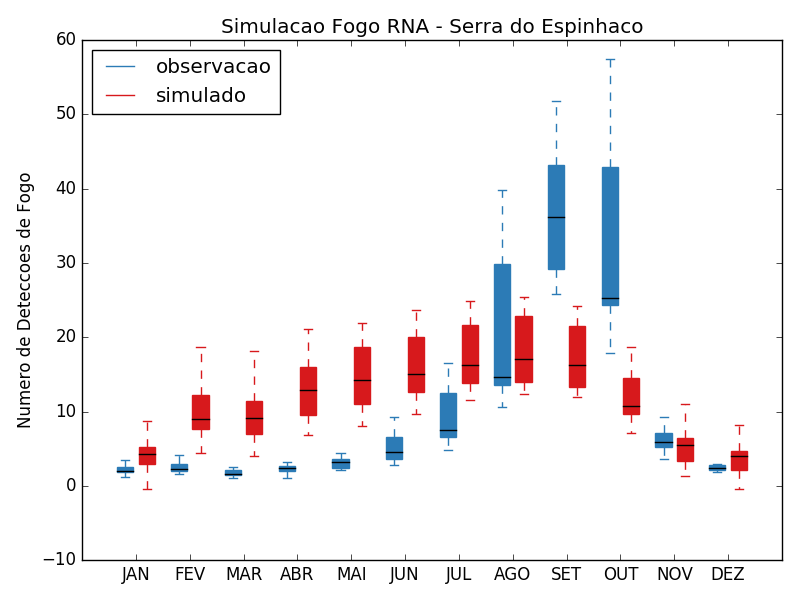 Simulacao Fogo RNA - Serra do Espinhaco
observacao
simulado
Numero de Deteccoes de Fogo
60
50
40
30
20
10
0
−10
JAN FEV MAR ABR MAI JUN JUL AGO SET OUT NOV DEZ